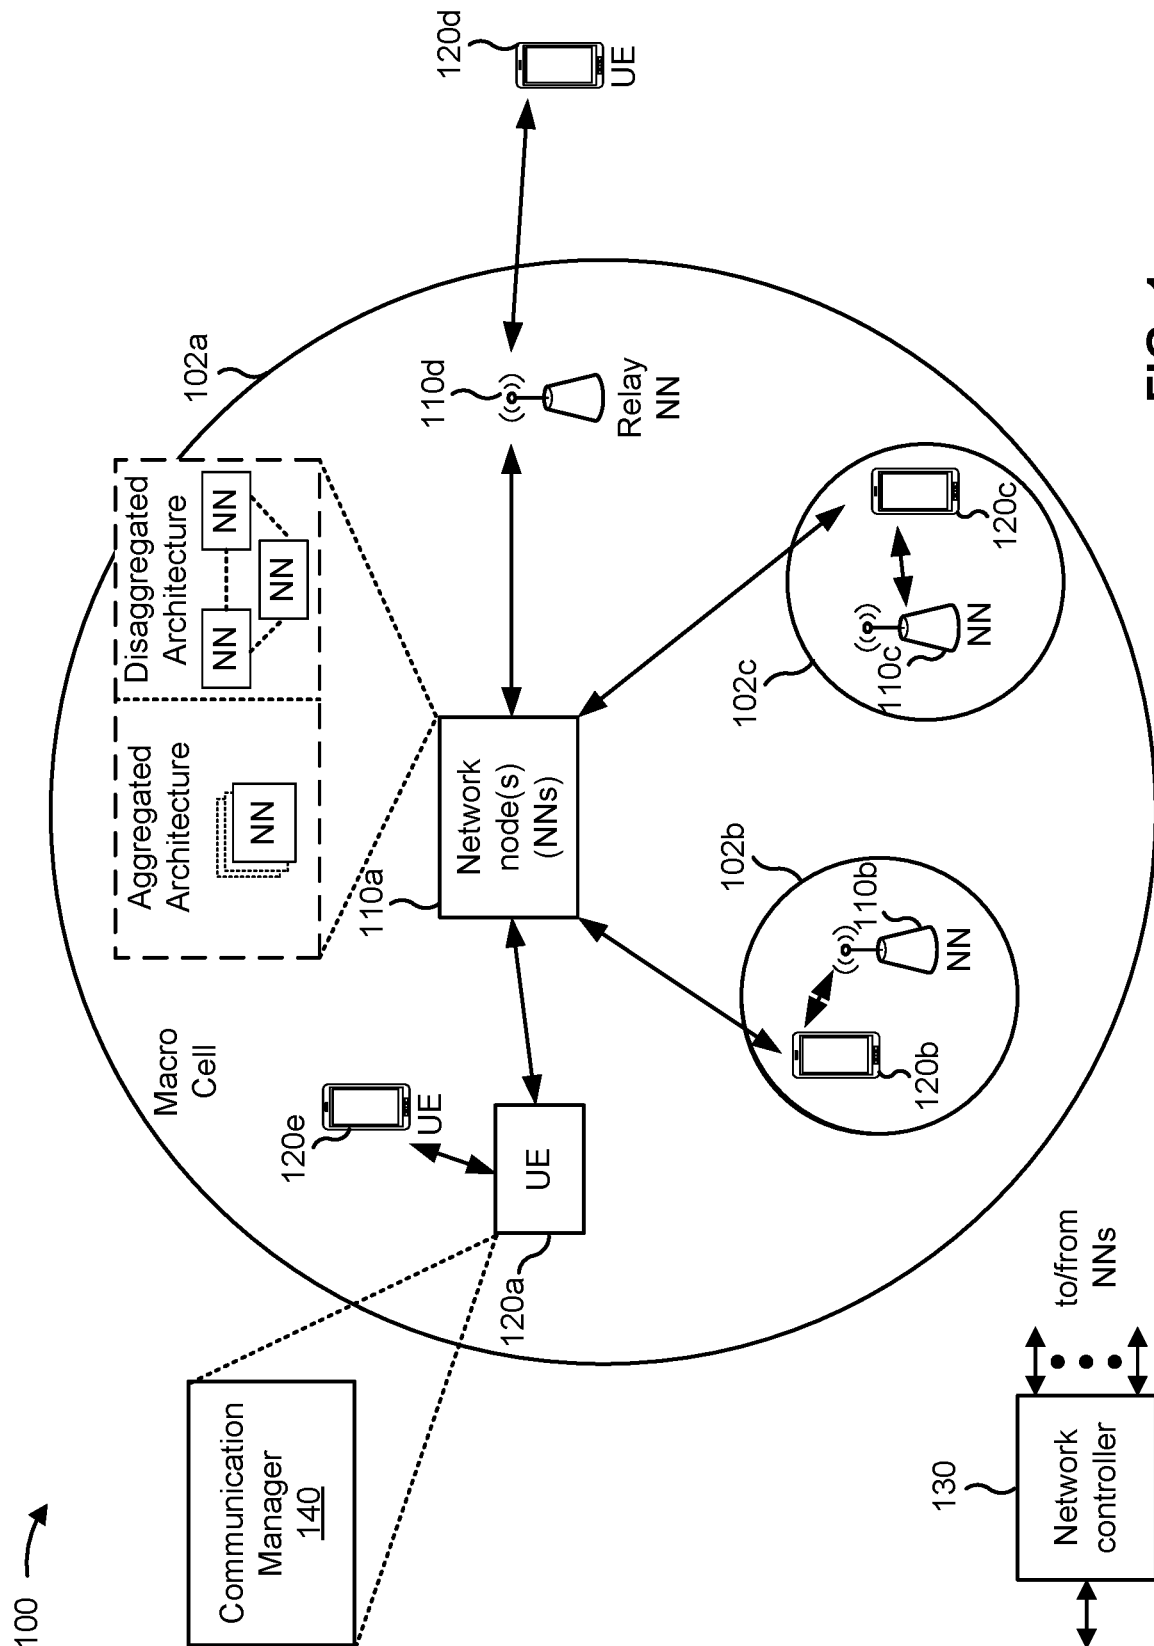 100
Communication
Manager
140
Macro
Cell
Aggregated
Architecture
NN
Disaggregated
Architecture
NN
NN
NN
102a
120e
UE
UE
120a
110a
Network
node(s)
(NNs)
110d
Relay
NN
120d
UE
102b
110b
NN
120b
102c
110c
NN
120c
130
Network
controller
to/from
NNs